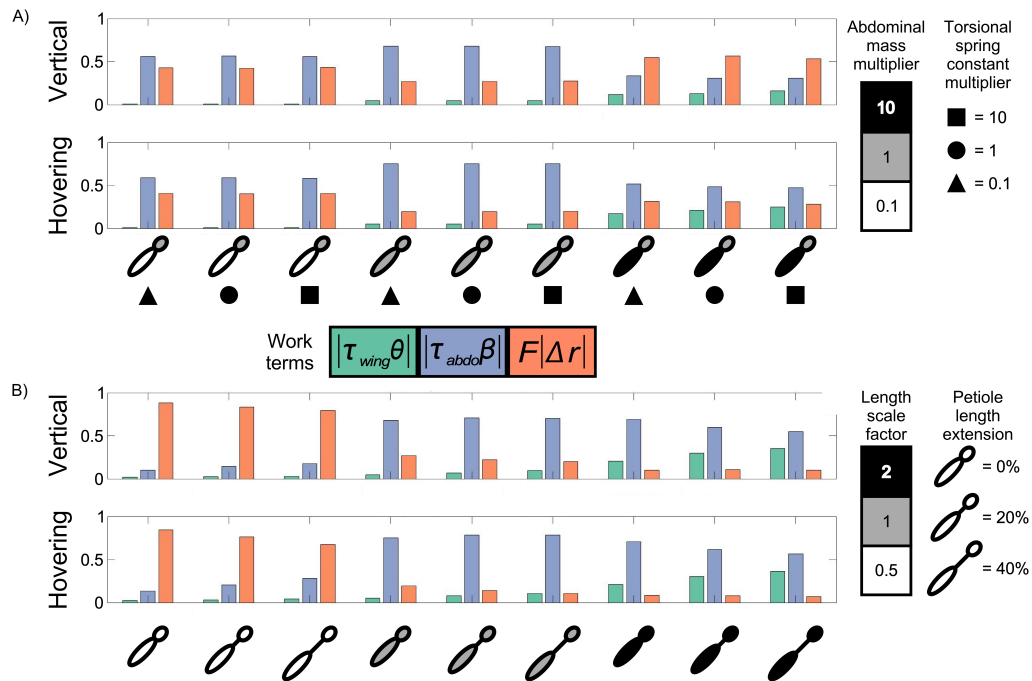 A)
Vertical
1
0.5
0
Hovering
1
0.5
0
Abdominal
mass
multiplier
10
1
0.1
Torsional
spring
constant
multiplier
= 10
= 1
= 0.1
Work
terms
|τ wing θ|
|τ abdo β|
F|Δr|
B)
Vertical
1
0.5
0
Hovering
1
0.5
0
Length
scale
factor
2
1
0.5
Petiole
length
extension
= 0%
= 20%
= 40%